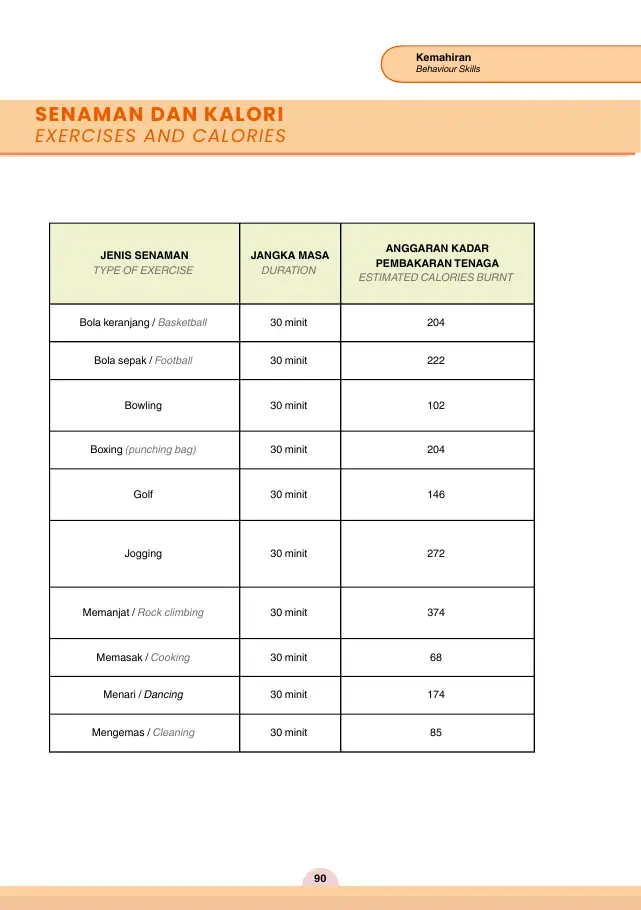 Kemahiran
Behaviour Skills
SENAMAN DAN KALORI
EXERCISES AND CALORIES
JENIS SENAMAN
TYPE OF EXERCISE
JANGKA MASA
DURATION
ANGGARAN KADAR
PEMBAKARAN TENAGA
ESTIMATED CALORIES BURNT
Bola keranjang / Basketball 30 minit 204
Bola sepak / Football 30 minit 222
Bowling 30 minit 102
Boxing (punching bag) 30 minit 204
Golf 30 minit 146
Jogging 30 minit 272
Memanjat / Rock climbing 30 minit 374
Memasak / Cooking 30 minit 68
Menari / Dancing 30 minit 174
Mengemas / Cleaning 30 minit 85
90